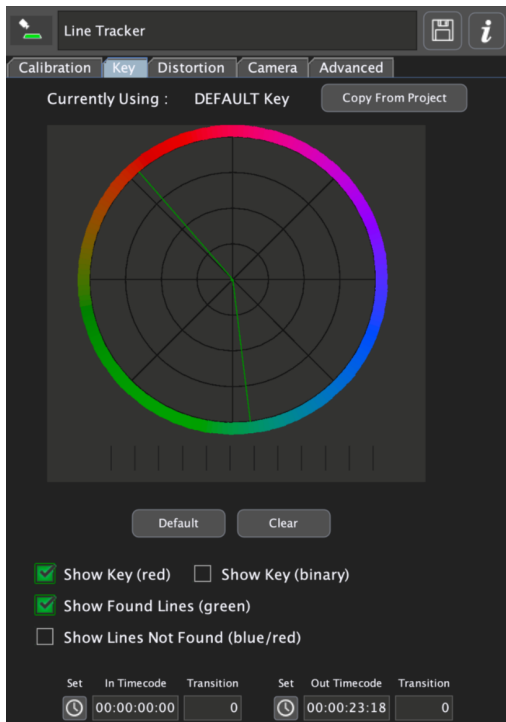 Line Tracker
Calibration Key Distortion Camera Advanced
Currently Using : DEFAULT Key Copy From Project
Default Clear
Show Key (red) Show Key (binary)
Show Found Lines (green)
Show Lines Not Found (blue/red)
Set In Timecode Transition Set Out Timecode Transition
00:00:00:00 0 00:00:23:18 0